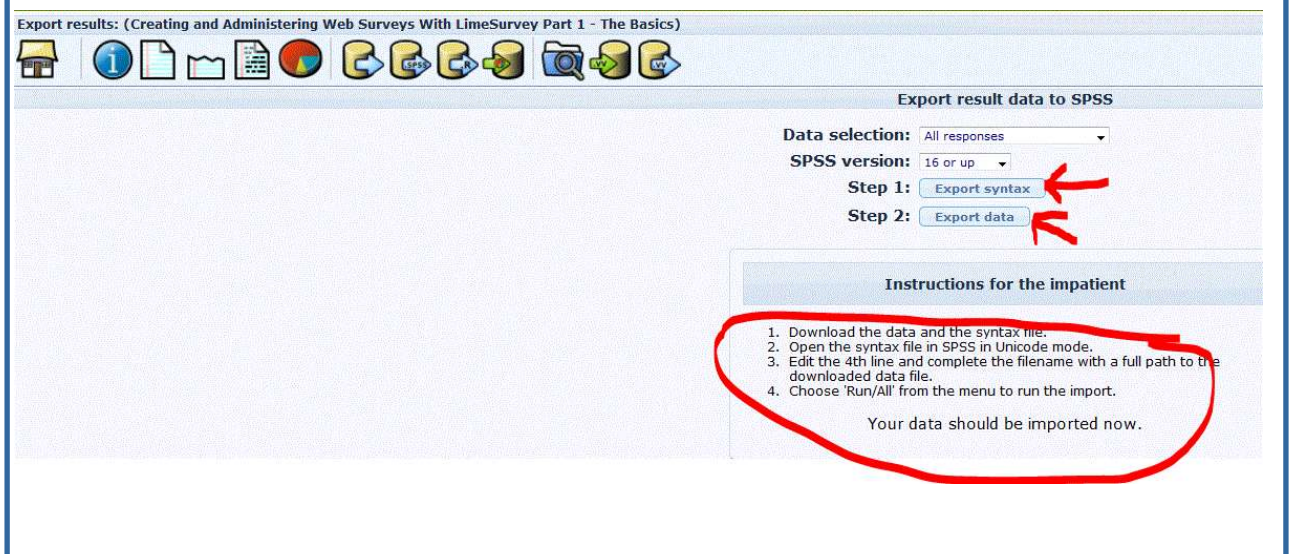 Export results: (Creating and Administering Web Surveys With LimeSurvey Part 1 - The Basics)
SPSS
R
VV
VV
Export result data to SPSS
Data selection: All responses
SPSS version: 16 or up
Step 1: Export syntax
Step 2: Export data
Instructions for the impatient
1. Download the data and the syntax file.
2. Open the syntax file in SPSS in Unicode mode.
3. Edit the 4th line and complete the filename with a full path to the
downloaded data file.
4. Choose 'Run/All' from the menu to run the import.
Your data should be imported now.